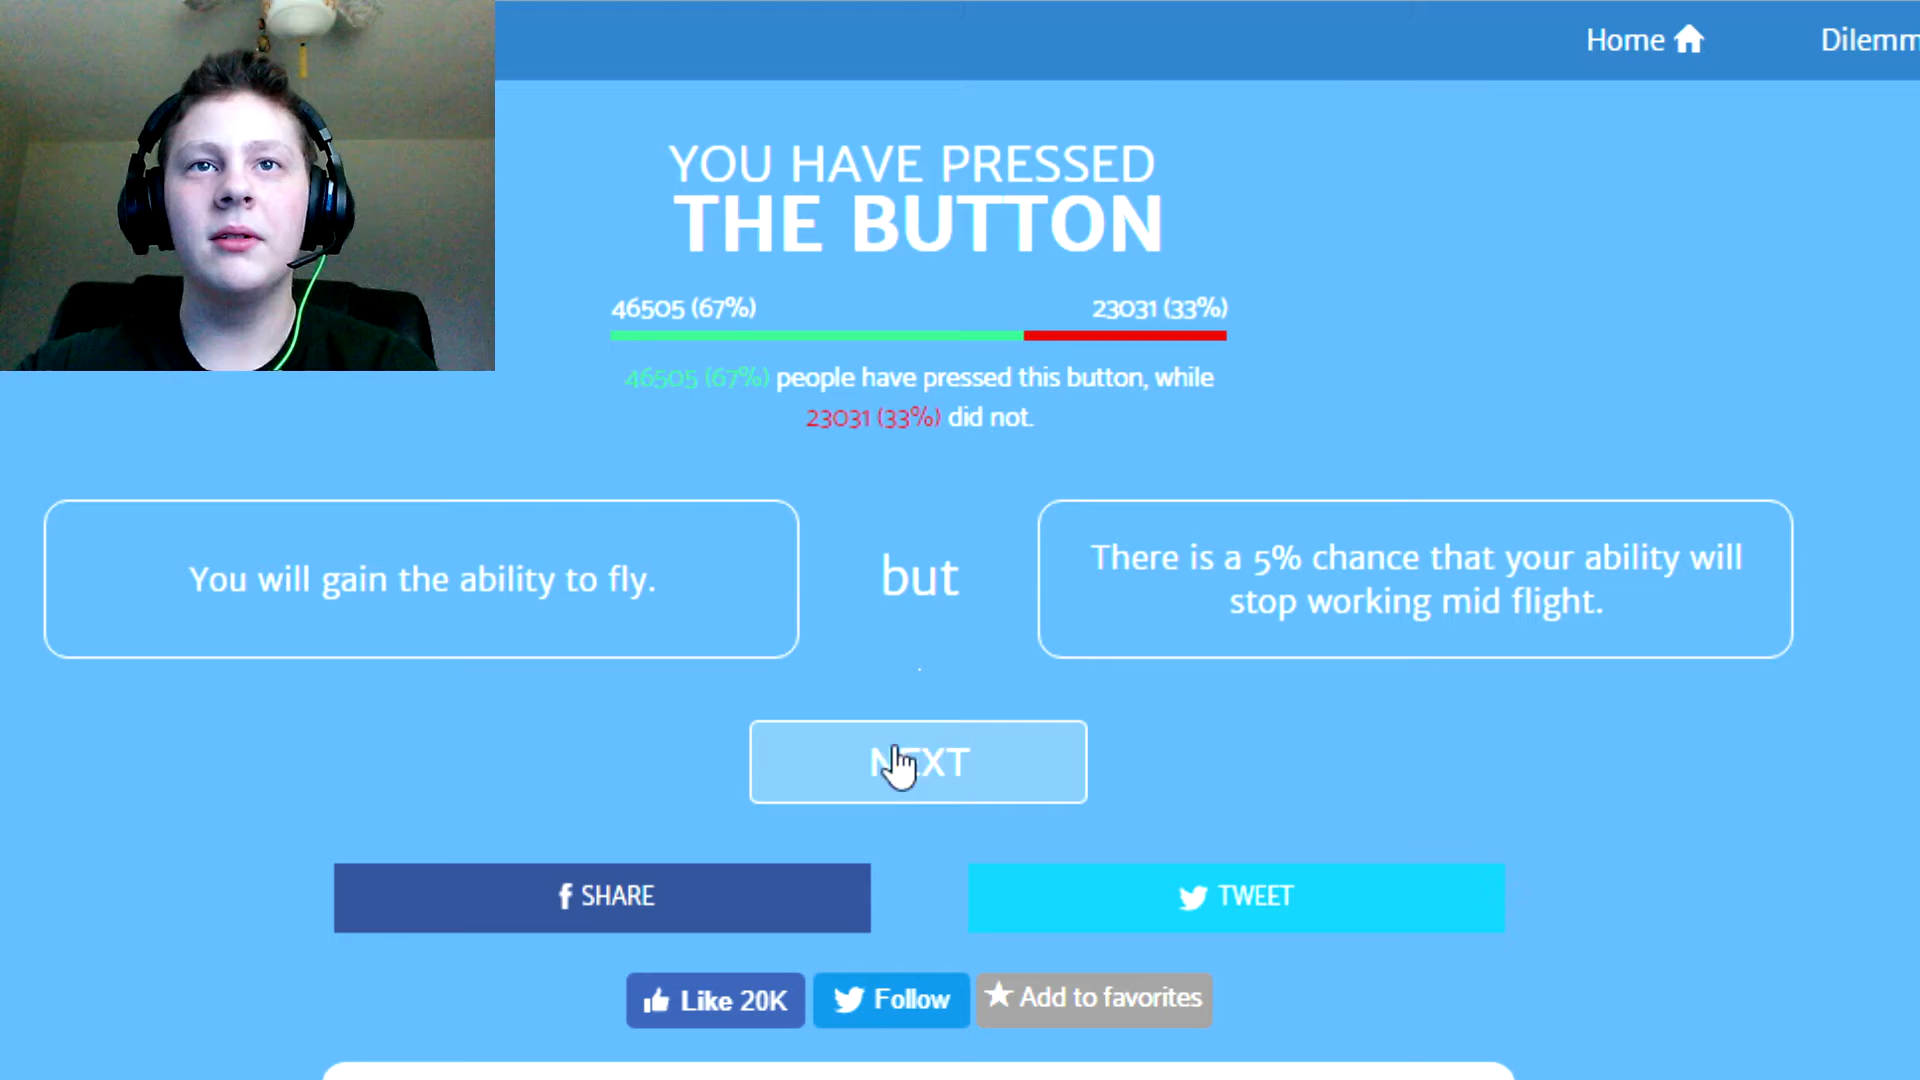 Home
Dilemm
YOU HAVE PRESSED
THE BUTTON
46505 (67%) 23031 (33%)
46505 (67%) people have pressed this button, while
23031 (33%) did not.
You will gain the ability to fly.
but
There is a 5% chance that your ability will
stop working mid flight.
NEXT
SHARE
TWEET
Like 20K
Follow
Add to favorites